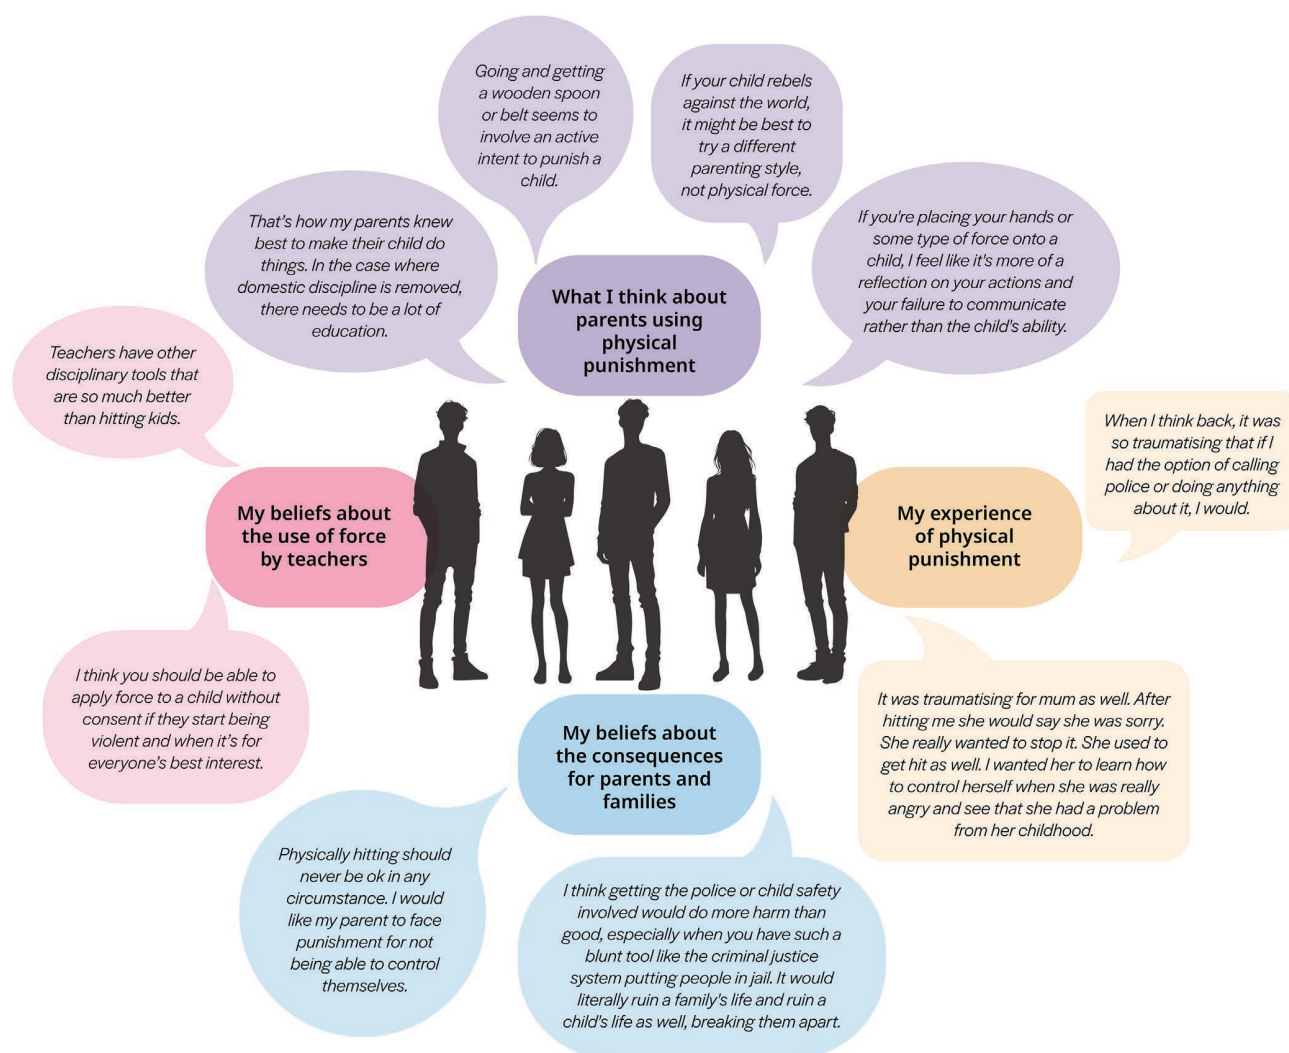 Going and getting
a wooden spoon
or belt seems to
involve an active
intent to punish a
child.
If your child rebels
against the world,
it might be best to
try a different
parenting style,
not physical force.
That's how my parents knew
best to make their child do
things. In the case where
domestic discipline is removed,
there needs to be a lot of
education.
If you're placing your hands or
some type of force onto a
child, I feel like it's more of a
reflection on your actions and
your failure to communicate
rather than the child's ability.
What I think about
parents using
physical
punishment
Teachers have other
disciplinary tools that
are so much better
than hitting kids.
My beliefs about
the use of force
by teachers
I think you should be able to
apply force to a child without
consent if they start being
violent and when it's for
everyone's best interest.
When I think back, it was
so traumatising that if I
had the option of calling
police or doing anything
about it, I would.
My experience
of physical
punishment
It was traumatising for mum as well. After
hitting me she would say she was sorry.
She really wanted to stop it. She used to
get hit as well. I wanted her to learn how
to control herself when she was really
angry and see that she had a problem
from her childhood.
My beliefs about
the consequences
for parents and
families
Physically hitting should
never be ok in any
circumstance. I would
like my parent to face
punishment for not
being able to control
themselves.
I think getting the police or child safety
involved would do more harm than
good, especially when you have such a
blunt tool like the criminal justice
system putting people in jail. It would
literally ruin a family's life and ruin a
child's life as well, breaking them apart.